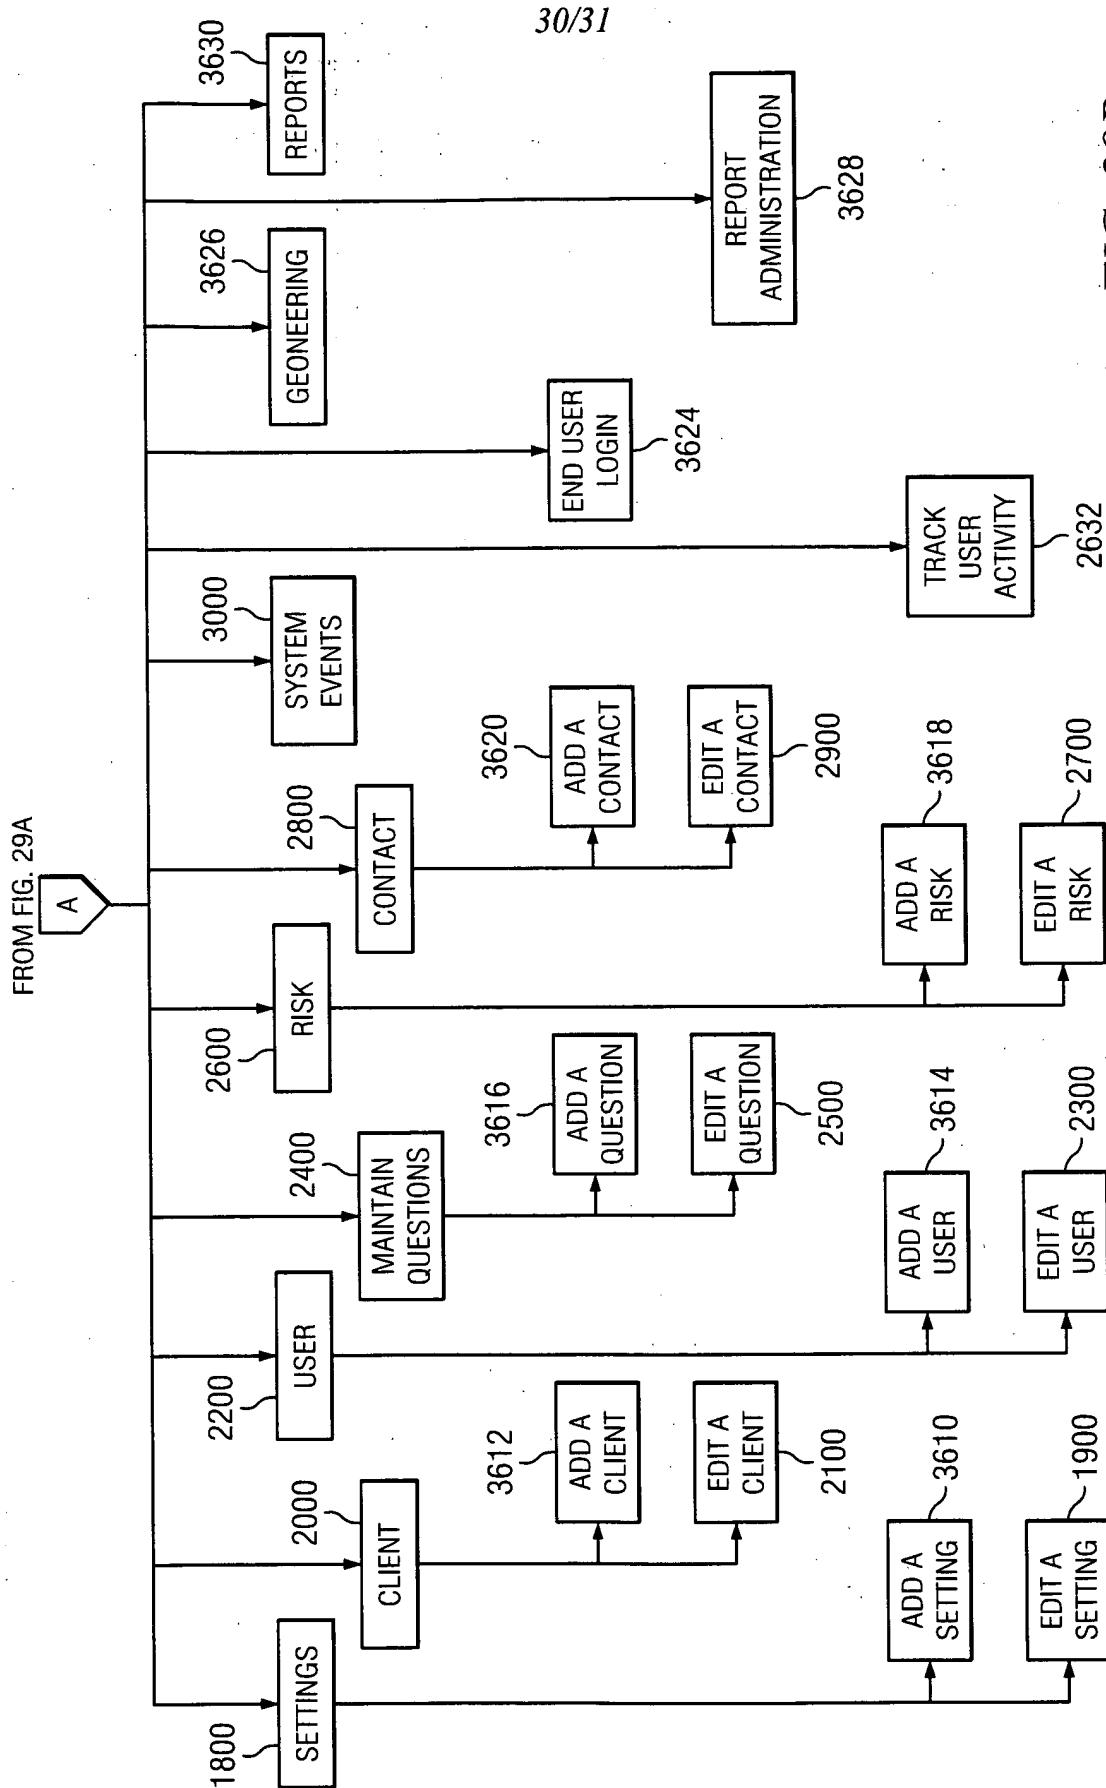 30/31
FROM FIG. 29A
A
1800
SETTINGS
ADD A
SETTING
3610
EDIT A
SETTING
1900
2000
CLIENT
3612
ADD A
CLIENT
EDIT A
CLIENT
2100
2200
USER
ADD A
USER
3614
EDIT A
USER
2300
2400
MAINTAIN
QUESTIONS
3616
ADD A
QUESTION
EDIT A
QUESTION
2500
2600
RISK
ADD A
RISK
3618
EDIT A
RISK
2700
2800
CONTACT
3620
ADD A
CONTACT
EDIT A
CONTACT
2900
3000
SYSTEM
EVENTS
TRACK
USER
ACTIVITY
2632
END USER
LOGIN
3624
3626
GEONEERING
REPORT
ADMINISTRATION
3628
3630
REPORTS